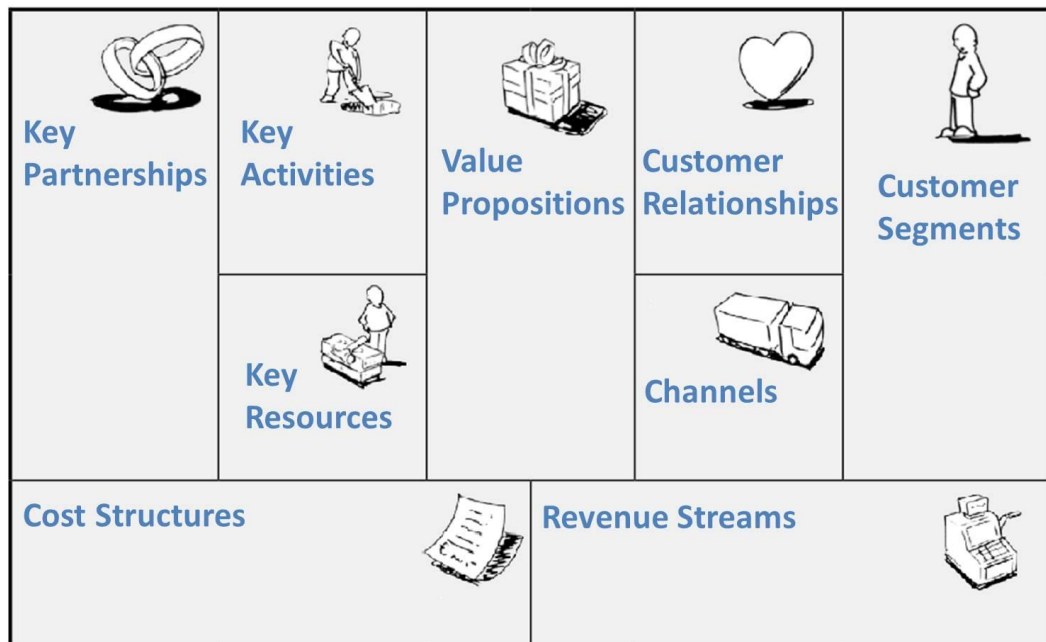 Key
Partnerships
Key
Activities
Key
Resources
Value
Propositions
Customer
Relationships
Channels
Customer
Segments
Cost Structures
Revenue Streams